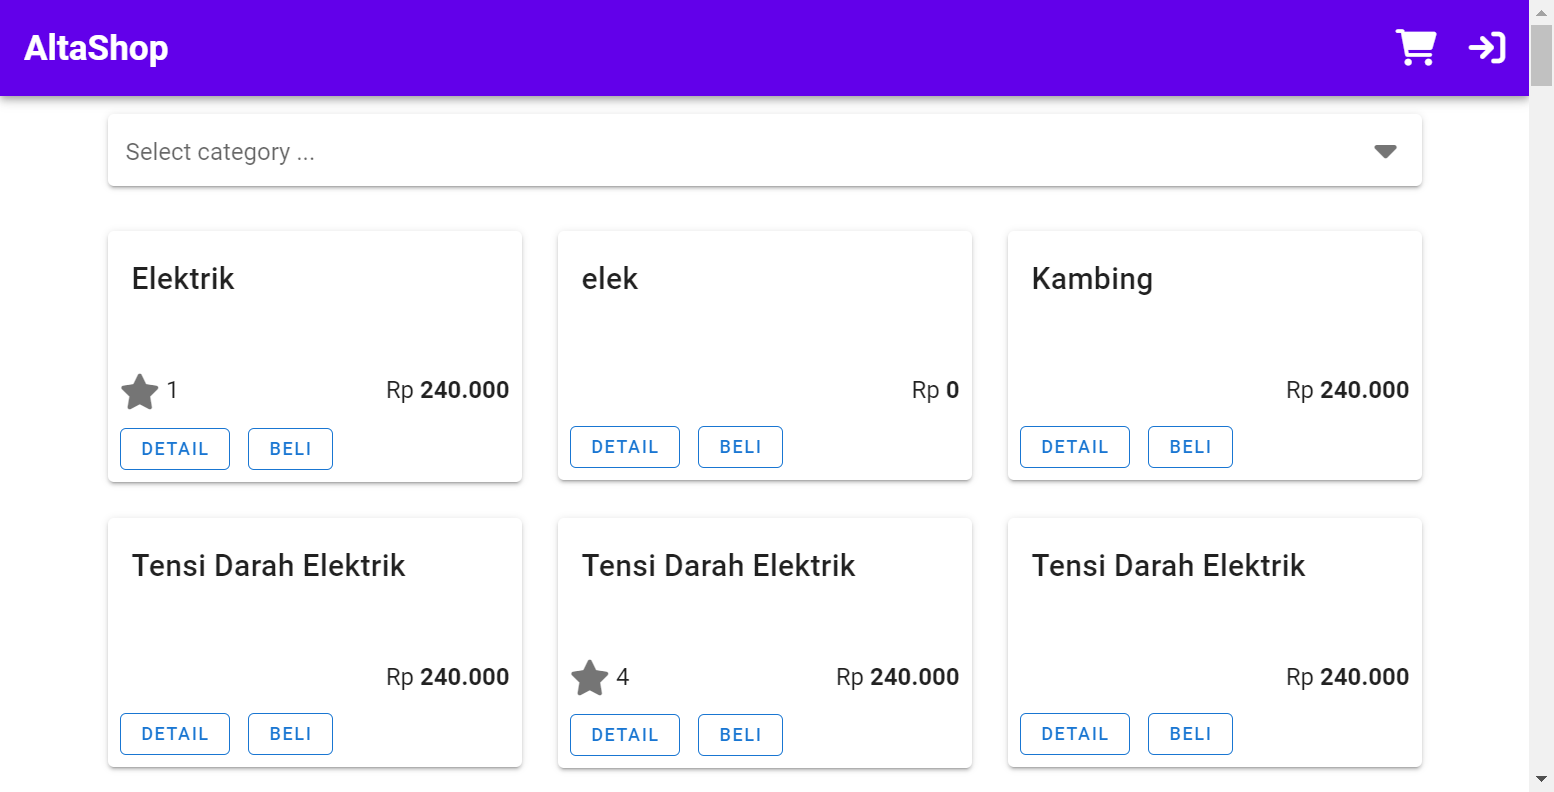 AltaShop
Select category ...
Elektrik
1
Rp 240.000
DETAIL
BELI
elek
Rp 0
DETAIL
BELI
Kambing
Rp 240.000
DETAIL
BELI
Tensi Darah Elektrik
Rp 240.000
DETAIL
BELI
Tensi Darah Elektrik
4
Rp 240.000
DETAIL
BELI
Tensi Darah Elektrik
Rp 240.000
DETAIL
BELI